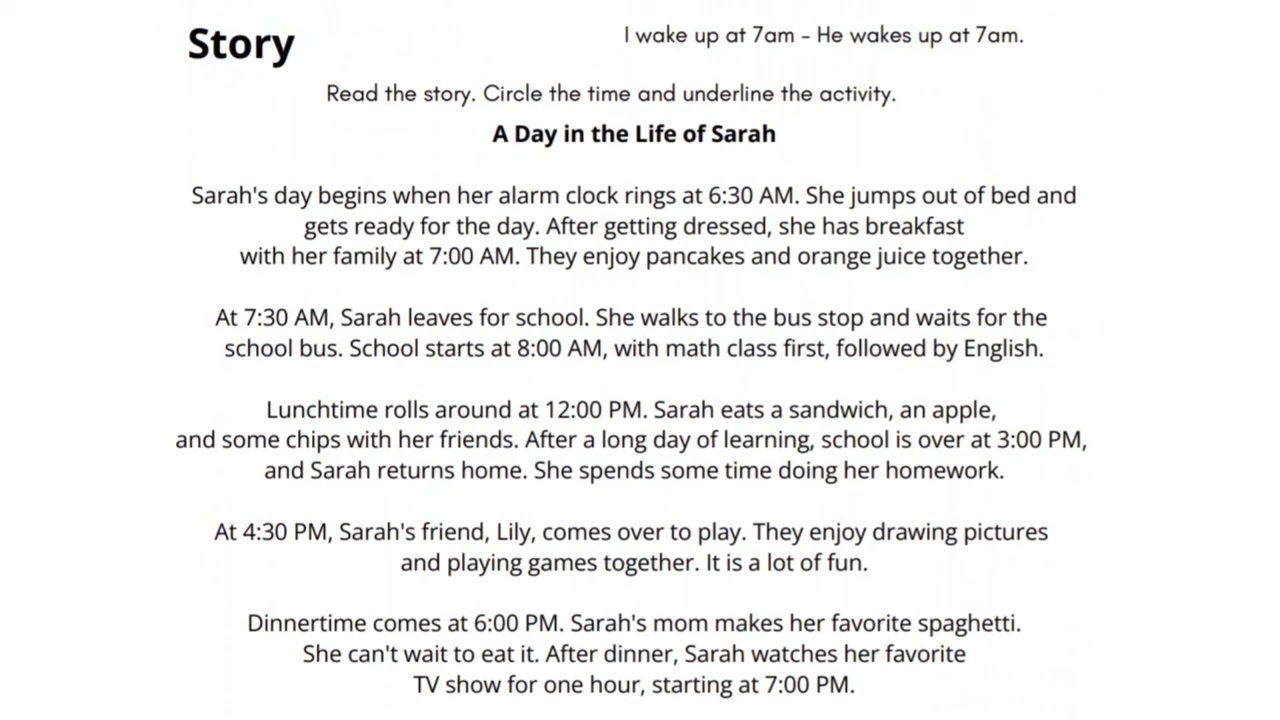 Story
I wake up at 7am - He wakes up at 7am.
Read the story. Circle the time and underline the activity.
A Day in the Life of Sarah
Sarah's day begins when her alarm clock rings at 6:30 AM. She jumps out of bed and
gets ready for the day. After getting dressed, she has breakfast
with her family at 7:00 AM. They enjoy pancakes and orange juice together.
At 7:30 AM, Sarah leaves for school. She walks to the bus stop and waits for the
school bus. School starts at 8:00 AM, with math class first, followed by English.
Lunchtime rolls around at 12:00 PM. Sarah eats a sandwich, an apple,
and some chips with her friends. After a long day of learning, school is over at 3:00 PM,
and Sarah returns home. She spends some time doing her homework.
At 4:30 PM, Sarah's friend, Lily, comes over to play. They enjoy drawing pictures
and playing games together. It is a lot of fun.
Dinnertime comes at 6:00 PM. Sarah's mom makes her favorite spaghetti.
She can't wait to eat it. After dinner, Sarah watches her favorite
TV show for one hour, starting at 7:00 PM.